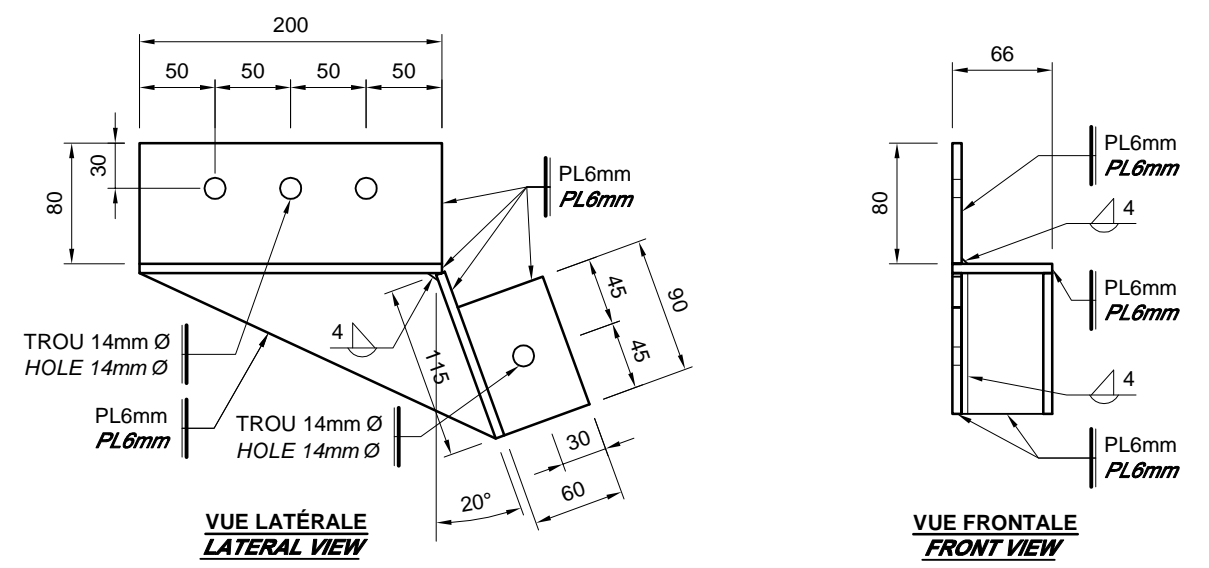 200
50
50
50
50
30
80
PL6mm
PL6mm
45
90
45
4
115
TROU 14mm Ø
HOLE 14mm Ø
PL6mm
PL6mm
TROU 14mm Ø
HOLE 14mm Ø
30
60
20°
VUE LATÉRALE
LATERAL VIEW
66
PL6mm
PL6mm
80
4
PL6mm
PL6mm
4
PL6mm
PL6mm
VUE FRONTALE
FRONT VIEW